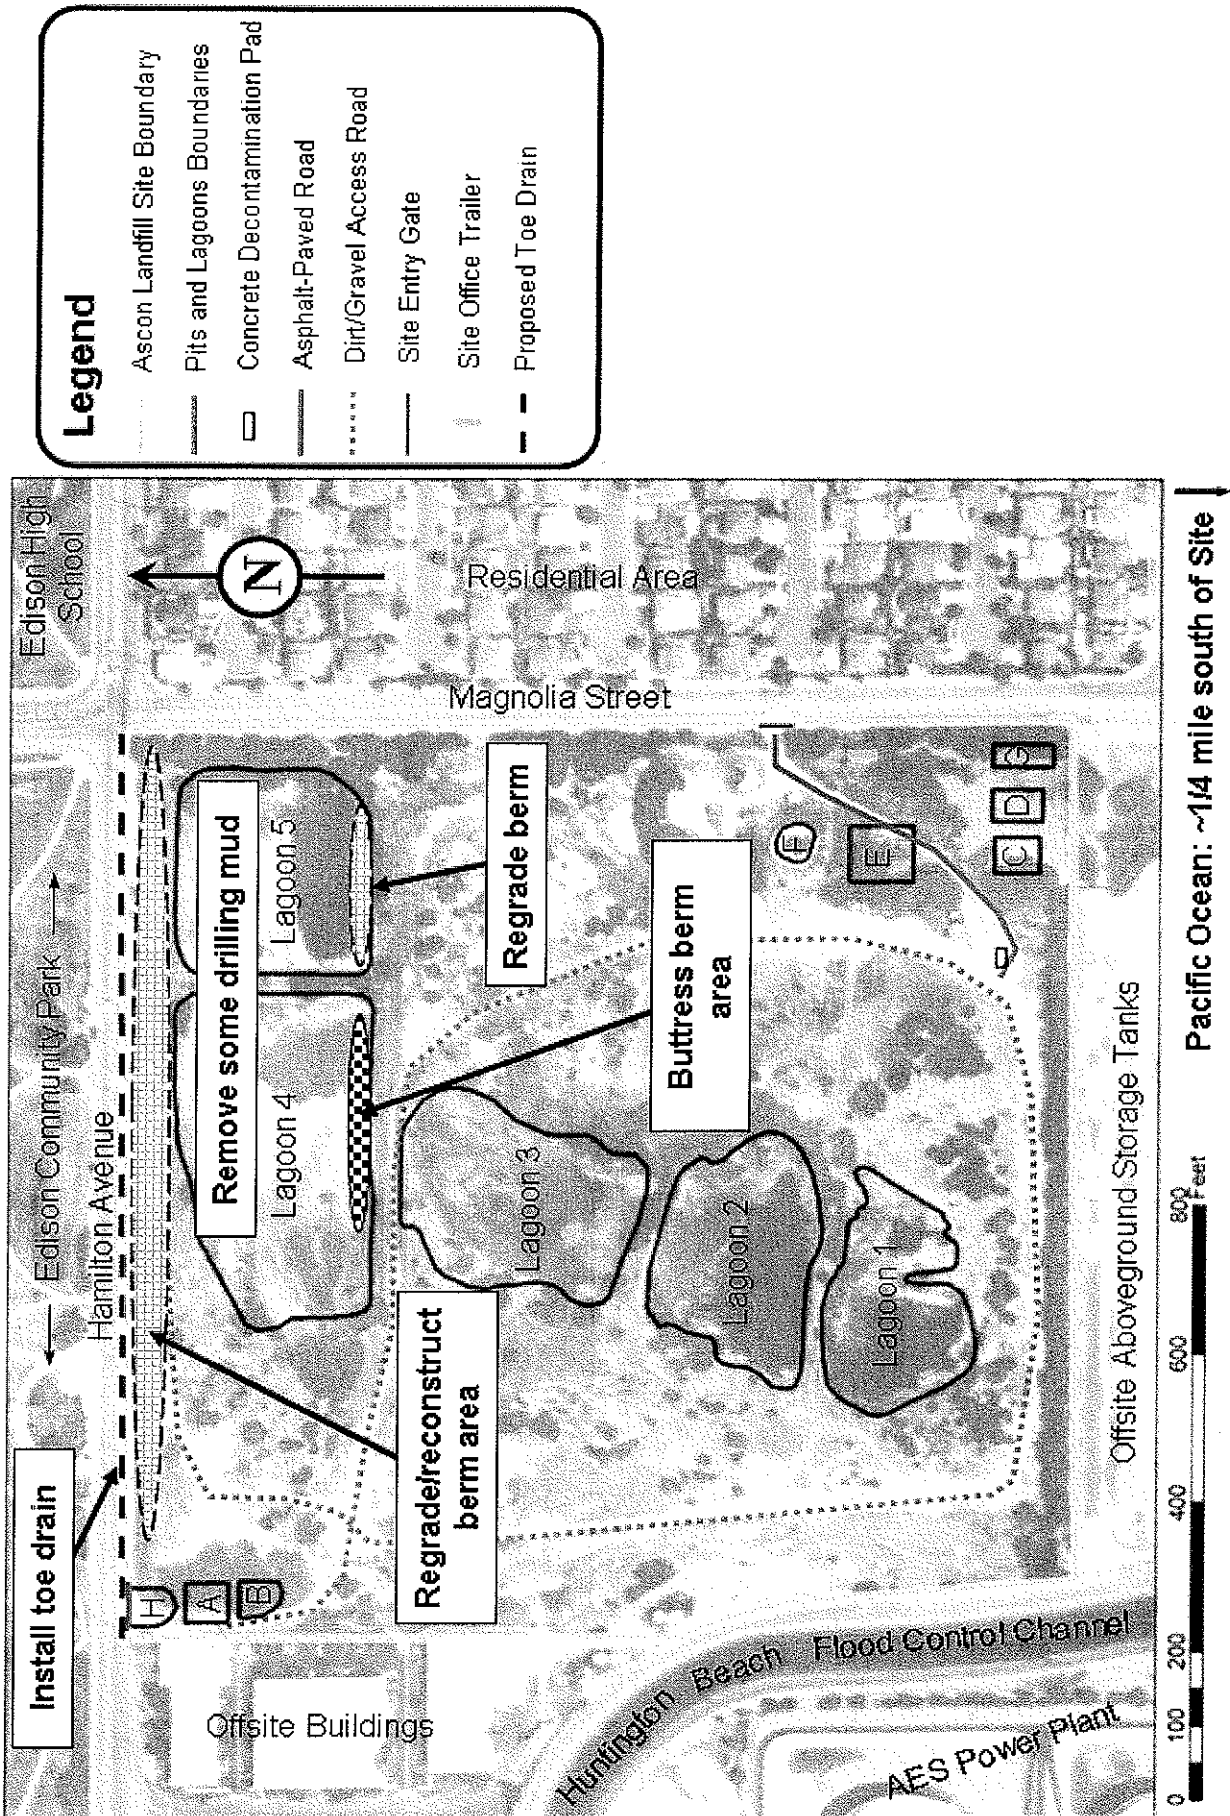 Install toe drain
Edison Community Park
Hamilton Avenue
Edison High
School
N
Remove some drilling mud
Lagoon 4
Lagoon 5
Residential Area
Magnolia Street
Regrade berm
Buttress berm
area
Regrade/reconstruct
berm area
H
A
B
Offsite Buildings
Lagoon 3
Lagoon 2
Lagoon 1
F
E
C
D
G
Huntington Beach Flood Control Channel
AES Power Plant
Offsite Aboveground Storage Tanks
0 100 200 400 600 800
Feet
Pacific Ocean: ~1/4 mile south of Site
Legend
Ascon Landfill Site Boundary
Pits and Lagoons Boundaries
Concrete Decontamination Pad
Asphalt-Paved Road
Dirt/Gravel Access Road
Site Entry Gate
Site Office Trailer
Proposed Toe Drain